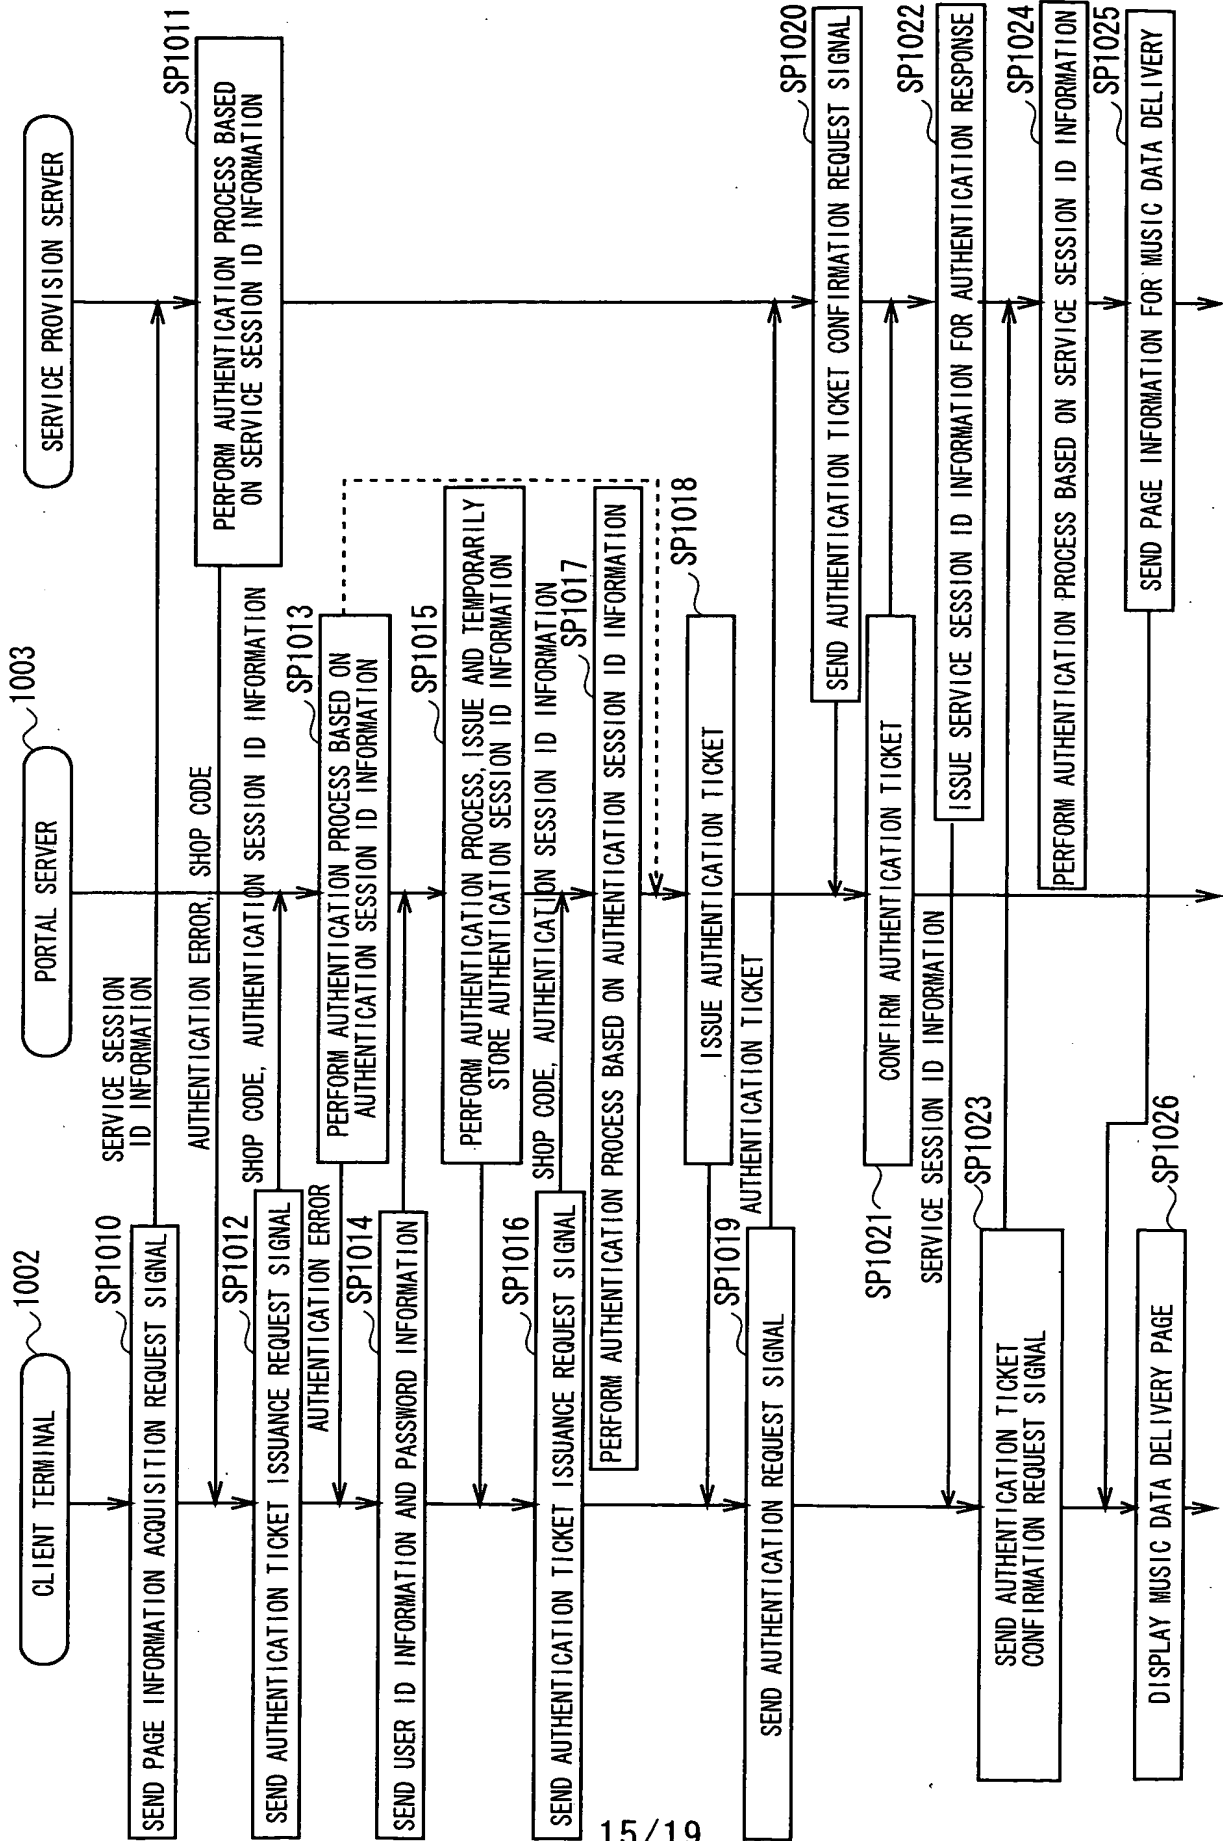 CLIENT TERMINAL
1002
PORTAL SERVER
1003
SERVICE PROVISION SERVER
SP1010
SEND PAGE INFORMATION ACQUISITION REQUEST SIGNAL
SERVICE SESSION
ID INFORMATION
SP1011
PERFORM AUTHENTICATION PROCESS BASED
ON SERVICE SESSION ID INFORMATION
AUTHENTICATION ERROR, SHOP CODE
SP1012
SEND AUTHENTICATION TICKET ISSUANCE REQUEST SIGNAL
SHOP CODE, AUTHENTICATION SESSION ID INFORMATION
SP1013
PERFORM AUTHENTICATION PROCESS BASED ON
AUTHENTICATION SESSION ID INFORMATION
AUTHENTICATION ERROR
SP1014
SEND USER ID INFORMATION AND PASSWORD INFORMATION
SP1015
PERFORM AUTHENTICATION PROCESS, ISSUE AND TEMPORARILY
STORE AUTHENTICATION SESSION ID INFORMATION
SP1016
SEND AUTHENTICATION TICKET ISSUANCE REQUEST SIGNAL
SHOP CODE, AUTHENTICATION SESSION ID INFORMATION
SP1017
PERFORM AUTHENTICATION PROCESS BASED ON AUTHENTICATION SESSION ID INFORMATION
SP1018
ISSUE AUTHENTICATION TICKET
SP1019
SEND AUTHENTICATION REQUEST SIGNAL
AUTHENTICATION TICKET
SP1020
SEND AUTHENTICATION TICKET CONFIRMATION REQUEST SIGNAL
SP1021
CONFIRM AUTHENTICATION TICKET
SP1022
ISSUE SERVICE SESSION ID INFORMATION FOR AUTHENTICATION RESPONSE
SERVICE SESSION ID INFORMATION
SP1023
SEND AUTHENTICATION TICKET
CONFIRMATION REQUEST SIGNAL
SP1024
PERFORM AUTHENTICATION PROCESS BASED ON SERVICE SESSION ID INFORMATION
SP1025
SEND PAGE INFORMATION FOR MUSIC DATA DELIVERY
SP1026
DISPLAY MUSIC DATA DELIVERY PAGE
15/19